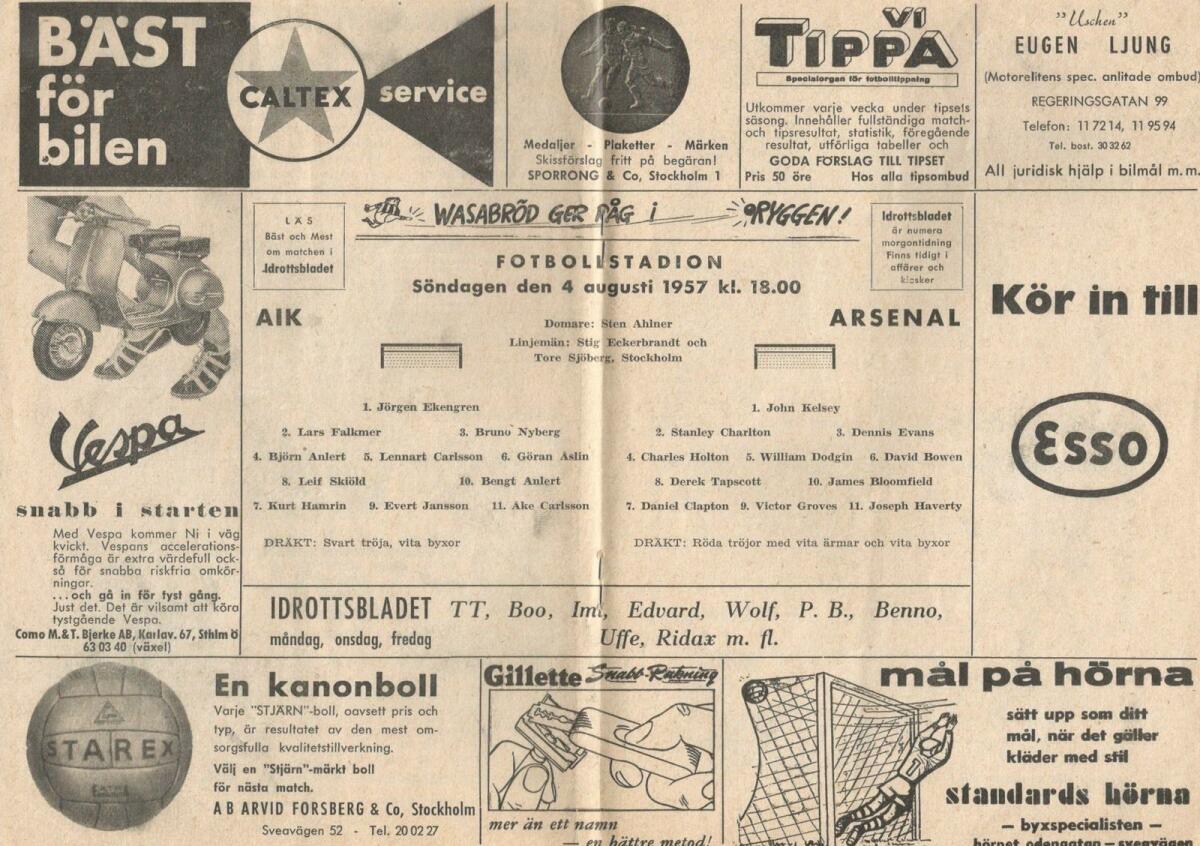 BÄST
för
bilen
CALTEX
service
Medaljer - Plaketter - Märken
Skissförslag fritt på begäran!
SPORRONG & Co, Stockholm 1
VI
TIPPA
Specialorgan för fotbolltippning
Utkommer varje vecka under tipsets
säsong. Innehåller fullständiga match-
och tipsresultat, statistik, föregående
resultat, utförliga tabeller och
GODA FÖRSLAG TILL TIPSET
Pris 50 öre Hos alla tipsombud
"Uschen"
EUGEN LJUNG
(Motorelitens spec. anlitade ombud)
REGERINGSGATAN 99
Telefon: 11 72 14, 11 95 94
Tel. bost. 30 32 62
All juridisk hjälp i bilmål m.m.
Vespa
snabb i starten
Med Vespa kommer Ni i väg
kvickt. Vespans accelerations-
förmåga är extra värdefull ock-
så för snabba riskfria omkör-
ningar.
...och gå in för tyst gång.
Just det. Det är vilsamt att köra
tystgående Vespa.
Como M.& T. Bjerke AB, Karlav. 67, Sthlm Ö
63 03 40 (växel)
LÄS
Bäst och Mest
om matchen i
Idrottsbladet
WASABRÖD GER RÅG i RYGGEN!
Idrottsbladet
är numera
morgontidning
Finns tidigt i
affärer och
kiosker
FOTBOLLSTADION
Söndagen den 4 augusti 1957 kl. 18.00
AIK
ARSENAL
Domare: Sten Ahlner
Linjemän: Stig Eckerbrandt och
Tore Sjöberg, Stockholm
1. Jörgen Ekengren
2. Lars Falkmer 3. Bruno Nyberg
4. Björn Anlert 5. Lennart Carlsson 6. Göran Aslin
8. Leif Skiöld 10. Bengt Anlert
7. Kurt Hamrin 9. Evert Jansson 11. Ake Carlsson
DRÄKT: Svart tröja, vita byxor
1. John Kelsey
2. Stanley Charlton 3. Dennis Evans
4. Charles Holton 5. William Dodgin 6. David Bowen
8. Derek Tapscott 10. James Bloomfield
7. Daniel Clapton 9. Victor Groves 11. Joseph Haverty
DRÄKT: Röda tröjor med vita ärmar och vita byxor
Kör in till
Esso
IDROTTSBLADET TT, Boo, Iml, Edvard, Wolf, P. B., Benno,
måndag, onsdag, fredag Uffe, Ridax m. fl.
STAREX
En kanonboll
Varje "STJÄRN"-boll, oavsett pris och
typ, är resultatet av den mest om-
sorgsfulla kvalitetstillverkning.
Välj en "Stjärn"-märkt boll
för nästa match.
A B ARVID FORSBERG & Co, Stockholm
Sveavägen 52 - Tel. 20 02 27
Gillette Snabb-Rakning
mer än ett namn
— en bättre metod!
mål på hörna
sätt upp som ditt
mål, när det gäller
kläder med stil
standards hörna
— byxspecialisten —
hörnet odengatan — sveavägen